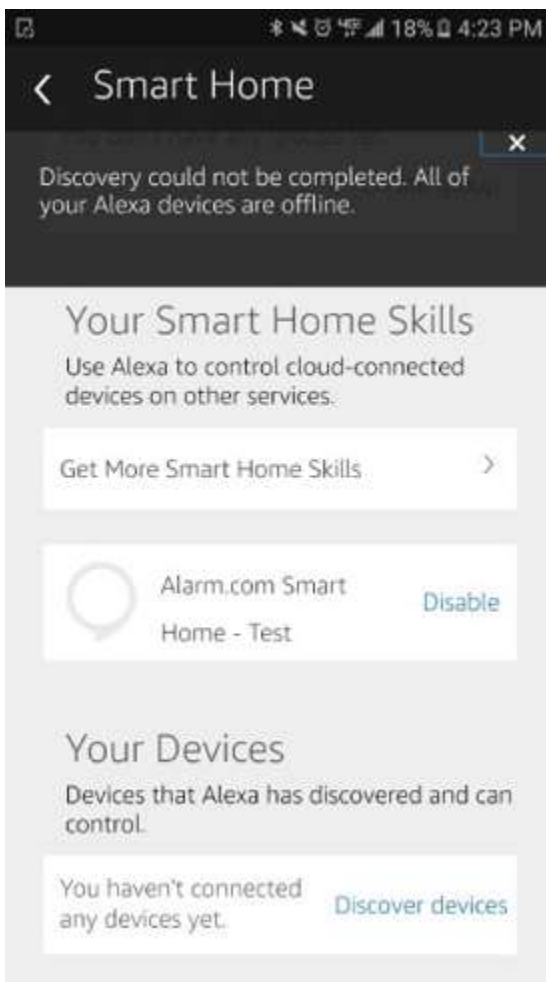 18% 4:23 PM
Smart Home
Discovery could not be completed. All of
your Alexa devices are offline.
Your Smart Home Skills
Use Alexa to control cloud-connected
devices on other services.
Get More Smart Home Skills
Alarm.com Smart
Home - Test
Disable
Your Devices
Devices that Alexa has discovered and can
control.
You haven't connected
any devices yet.
Discover devices